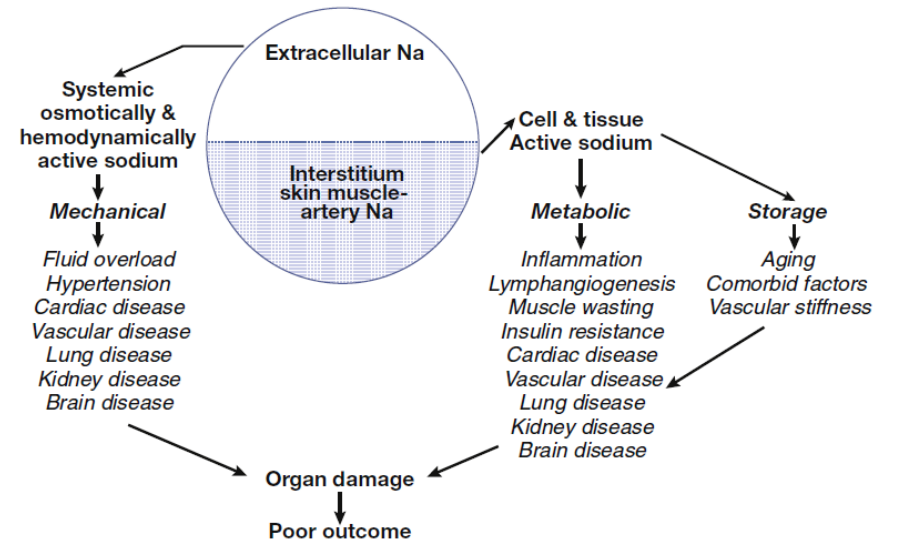 Extracellular Na
Interstitium
skin muscle-
artery Na
Systemic
osmotically &
hemodynamically
active sodium
Mechanical
Fluid overload
Hypertension
Cardiac disease
Vascular disease
Lung disease
Kidney disease
Brain disease
Cell & tissue
Active sodium
Metabolic
Inflammation
Lymphangiogenesis
Muscle wasting
Insulin resistance
Cardiac disease
Vascular disease
Lung disease
Kidney disease
Brain disease
Storage
Aging
Comorbid factors
Vascular stiffness
Organ damage
Poor outcome